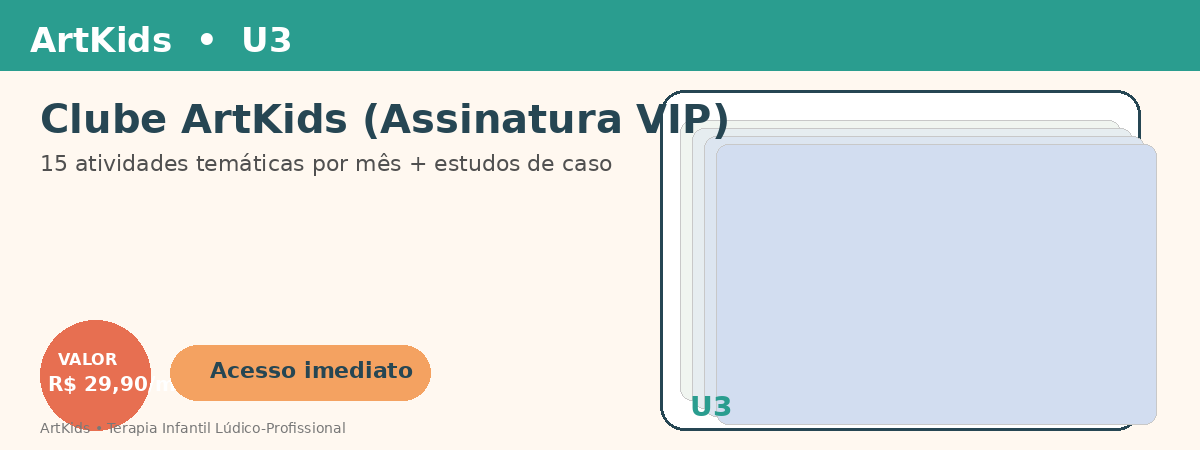 ArtKids • U3
Clube ArtKids (Assinatura VIP)
15 atividades temáticas por mês + estudos de caso
VALOR
R$ 29,90
Acesso imediato
U3
ArtKids • Terapia Infantil Lúdico-Profissional